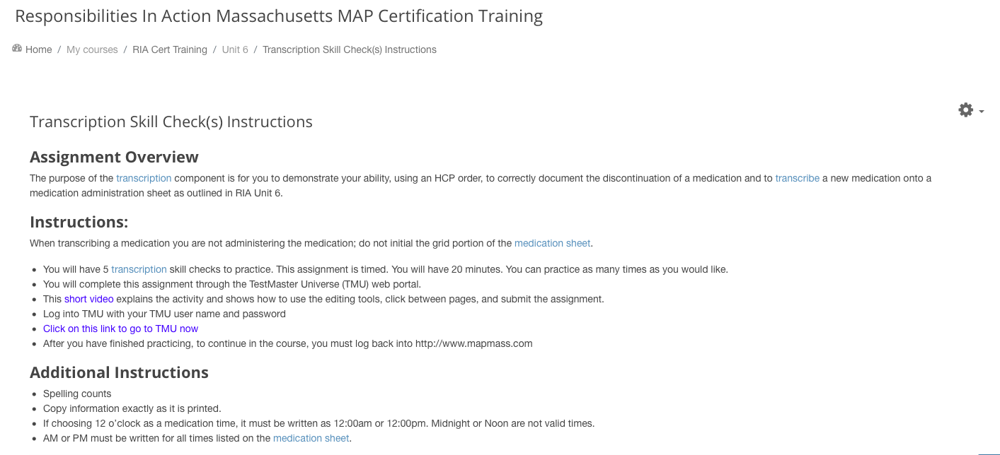 Responsibilities In Action Massachusetts MAP Certification Training
Home / My courses / RIA Cert Training / Unit 6 / Transcription Skill Check(s) Instructions
Transcription Skill Check(s) Instructions
Assignment Overview
The purpose of the transcription component is for you to demonstrate your ability, using an HCP order, to correctly document the discontinuation of a medication and to transcribe a new medication onto a
medication administration sheet as outlined in RIA Unit 6.
Instructions:
When transcribing a medication you are not administering the medication; do not initial the grid portion of the medication sheet.
• You will have 5 transcription skill checks to practice. This assignment is timed. You will have 20 minutes. You can practice as many times as you would like.
• You will complete this assignment through the TestMaster Universe (TMU) web portal.
• This short video explains the activity and shows how to use the editing tools, click between pages, and submit the assignment.
• Log into TMU with your TMU user name and password
• Click on this link to go to TMU now
• After you have finished practicing, to continue in the course, you must log back into http://www.mapmass.com
Additional Instructions
• Spelling counts
• Copy information exactly as it is printed.
• If choosing 12 o’clock as a medication time, it must be written as 12:00am or 12:00pm. Midnight or Noon are not valid times.
• AM or PM must be written for all times listed on the medication sheet.